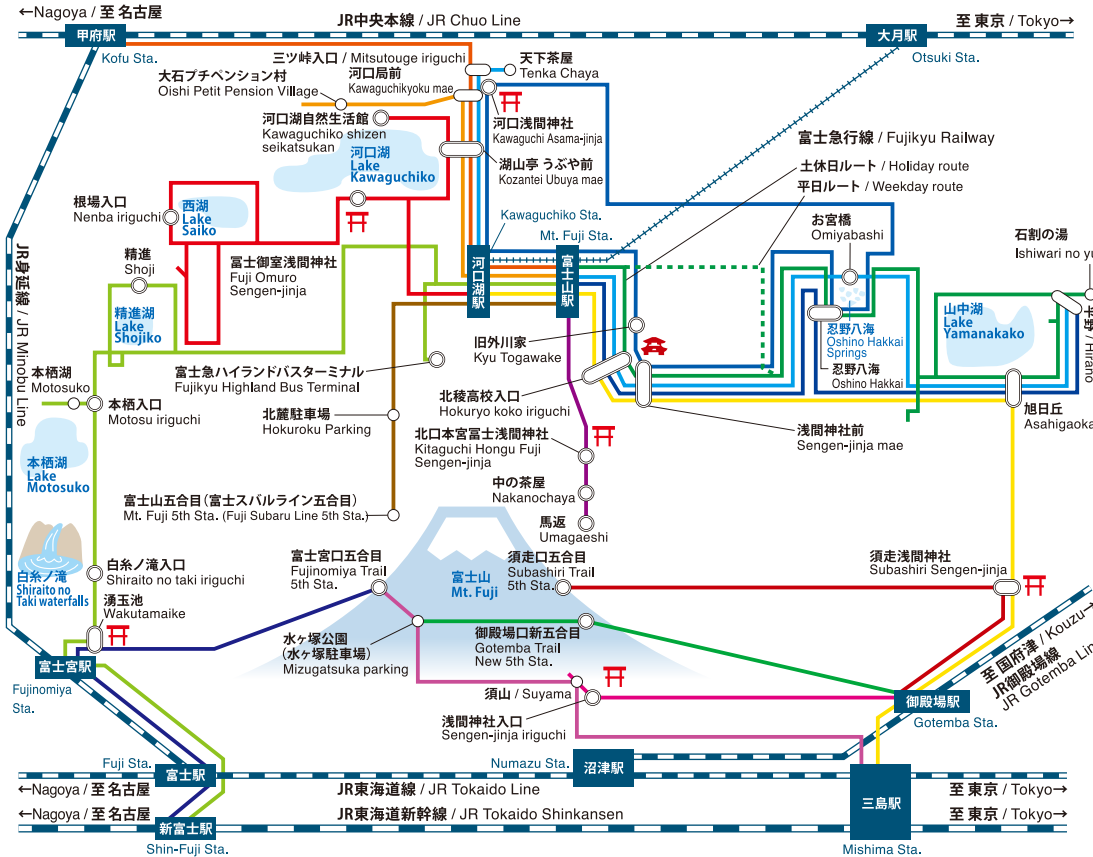 ←Nagoya / 至 名古屋
JR中央本線 / JR Chuo Line
至 東京 / Tokyo→
甲府駅
Kofu Sta.
大月駅
Otsuki Sta.
三ツ峠入口 / Mitsutouge iriguchi
天下茶屋
Tenka Chaya
大石プチペンション村
Oishi Petit Pension Village
河口局前
Kawaguchikyoku mae
河口浅間神社
Kawaguchi Asama-jinja
河口湖自然生活館
Kawaguchiko shizen
seikatsukan
河口湖
Lake
Kawaguchiko
湖山亭 うぶや前
Kozantei Ubuya mae
富士急行線 / Fujikyu Railway
土休日ルート / Holiday route
平日ルート / Weekday route
根場入口
Nenba iriguchi
西湖
Lake
Saiko
Kawaguchiko Sta.
Mt. Fuji Sta.
お宮橋
Omiyabashi
石割の湯
Ishiwari no yu
精進
Shoji
富士御室浅間神社
Fuji Omuro
Sengen-jinja
河口湖駅
富士山駅
JR身延線 / JR Minobu Line
精進湖
Lake
Shojiko
忍野八海
Oshino Hakkai
Springs
山中湖
Lake
Yamanakako
平野 / Hirano
旧外川家
Kyu Togawake
本栖湖
Motosuko
富士急ハイランドバスターミナル
Fujikyu Highland Bus Terminal
忍野八海
Oshino Hakkai
本栖入口
Motosu iriguchi
北麓駐車場
Hokuroku Parking
北稜高校入口
Hokuryo koko iriguchi
旭日丘
Asahigaoka
浅間神社前
Sengen-jinja mae
北口本宮冨士浅間神社
Kitaguchi Hongu Fuji
Sengen-jinja
本栖湖
Lake
Motosuko
中の茶屋
Nakanochaya
富士山五合目(富士スバルライン五合目)
Mt. Fuji 5th Sta. (Fuji Subaru Line 5th Sta.)
馬返
Umagaeshi
白糸ノ滝
Shiraito no
Taki waterfalls
白糸ノ滝入口
Shiraito no taki iriguchi
富士宮口五合目
Fujinomiya Trail
5th Sta.
富士山
Mt. Fuji
須走口五合目
Subashiri Trail
5th Sta.
須走浅間神社
Subashiri Sengen-jinja
湧玉池
Wakutamaike
水ヶ塚公園
(水ヶ塚駐車場)
Mizugatsuka parking
御殿場口新五合目
Gotemba Trail
New 5th Sta.
至 国府津 / Kouzu→
JR御殿場線
JR Gotemba Line
富士宮駅
Fujinomiya
Sta.
須山 / Suyama
浅間神社入口
Sengen-jinja iriguchi
御殿場駅
Gotemba Sta.
Fuji Sta.
富士駅
Numazu Sta.
沼津駅
三島駅
←Nagoya / 至 名古屋
JR東海道線 / JR Tokaido Line
至 東京 / Tokyo→
←Nagoya / 至 名古屋
JR東海道新幹線 / JR Tokaido Shinkansen
至 東京 / Tokyo→
新富士駅
Shin-Fuji Sta.
Mishima Sta.